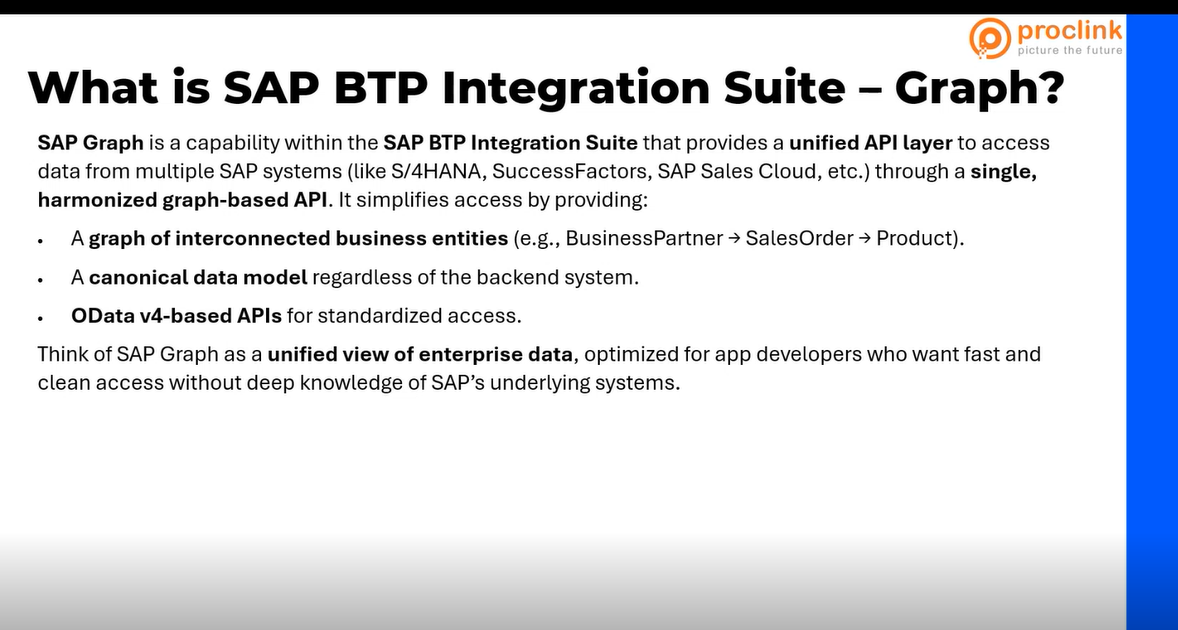 proclink
picture the future
What is SAP BTP Integration Suite – Graph?
SAP Graph is a capability within the SAP BTP Integration Suite that provides a unified API layer to access
data from multiple SAP systems (like S/4HANA, SuccessFactors, SAP Sales Cloud, etc.) through a single,
harmonized graph-based API. It simplifies access by providing:
• A graph of interconnected business entities (e.g., BusinessPartner → SalesOrder → Product).
• A canonical data model regardless of the backend system.
• OData v4-based APIs for standardized access.
Think of SAP Graph as a unified view of enterprise data, optimized for app developers who want fast and
clean access without deep knowledge of SAP’s underlying systems.